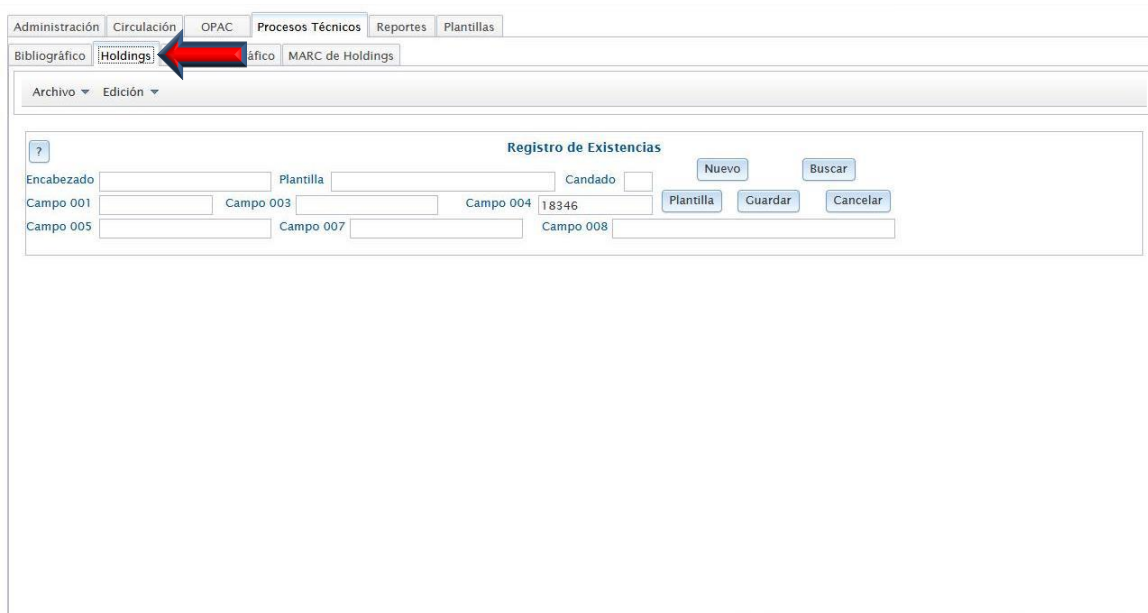 Administración Circulación OPAC Procesos Técnicos Reportes Plantillas
Bibliográfico Holdings áfico MARC de Holdings
Archivo Edición
? Registro de Existencias
Nuevo Buscar
Encabezado Plantilla Candado
Campo 001 Campo 003 Campo 004 18346 Plantilla Guardar Cancelar
Campo 005 Campo 007 Campo 008